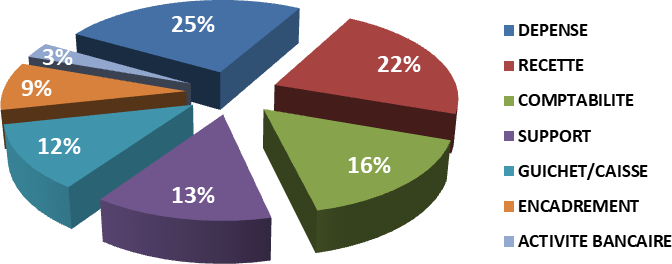 25%
22%
16%
13%
12%
9%
3%
DEPENSE
RECETTE
COMPTABILITE
SUPPORT
GUICHET/CAISSE
ENCADREMENT
ACTIVITE BANCAIRE